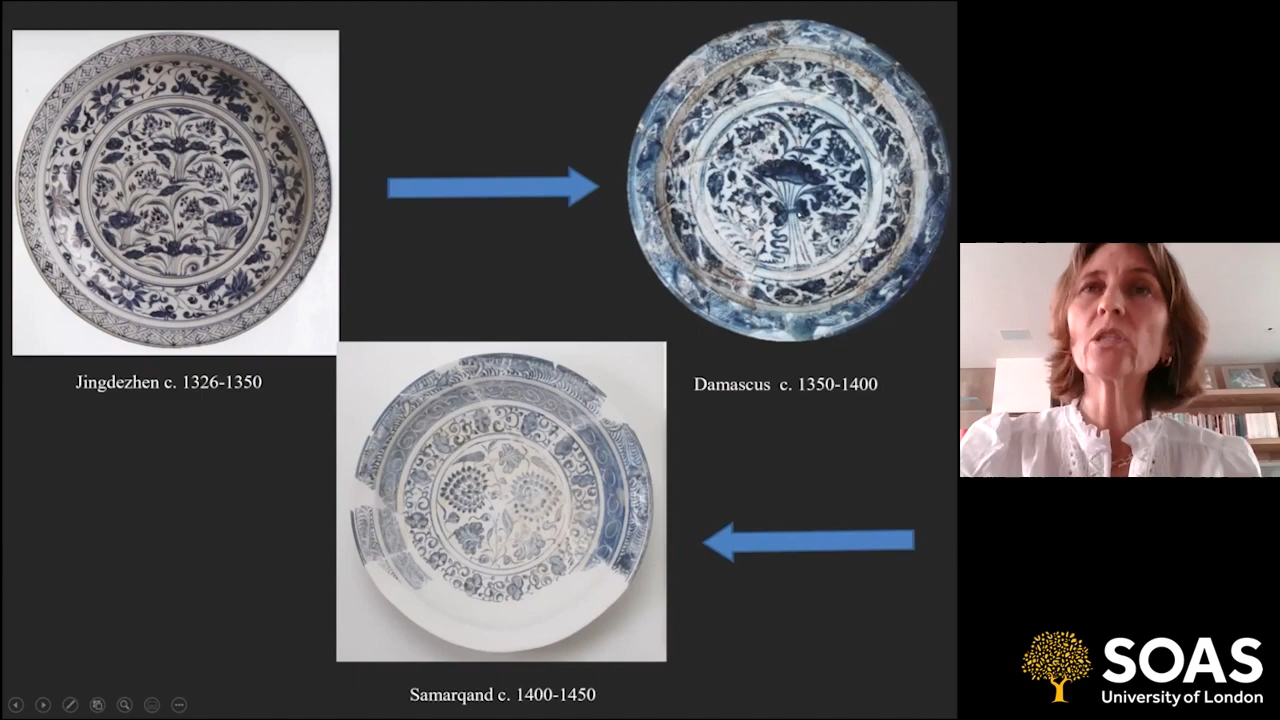 Jingdezhen c. 1326-1350
Damascus c. 1350-1400
Samarqand c. 1400-1450
SOAS
University of London